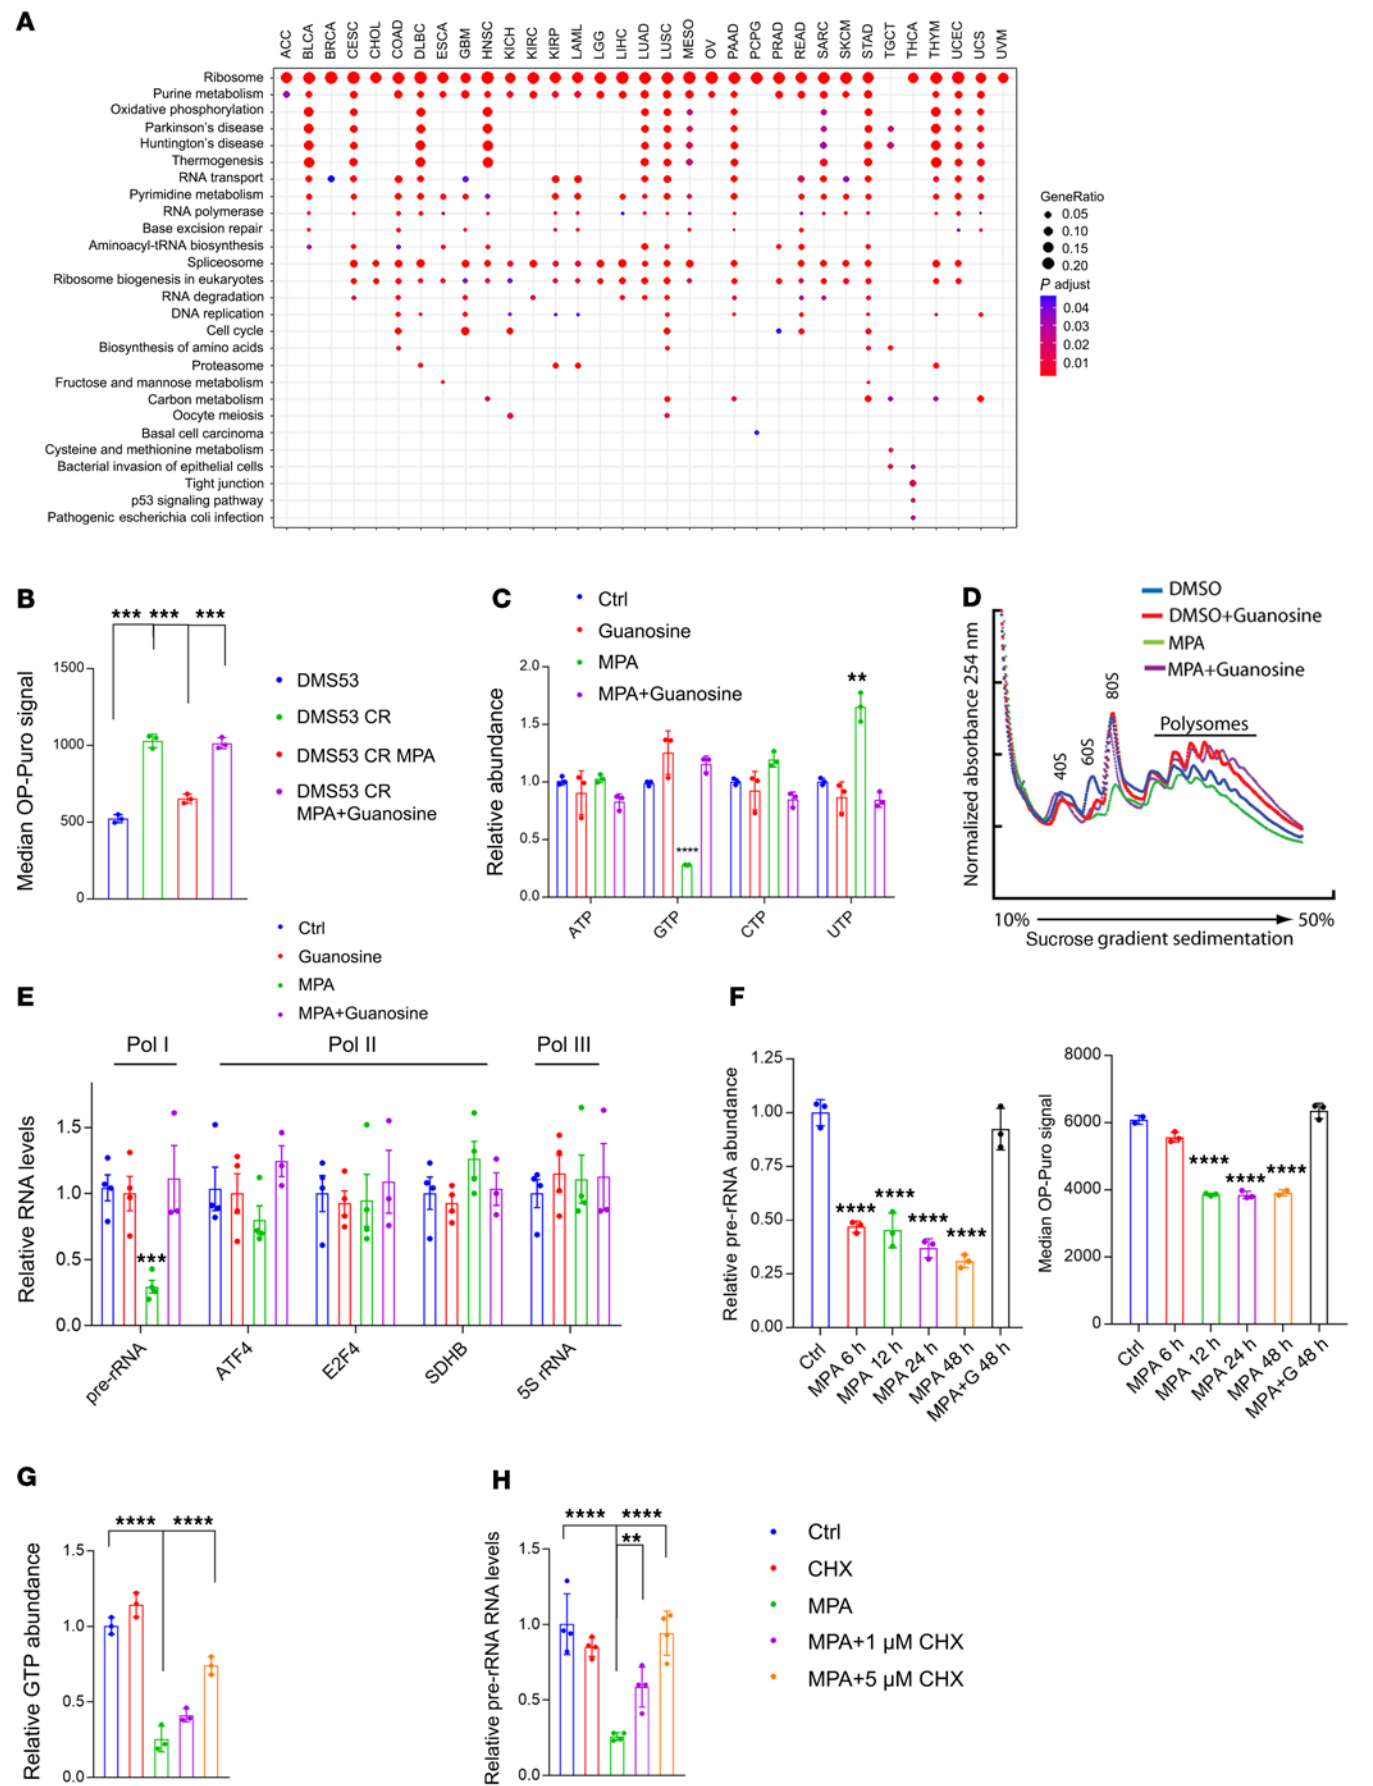 A
ACC BLCA BRCA CESC CHOL COAD DLBC ESCA GBM HNSC KICH KIRC KIRP LAML LGG LIHC LUAD LUSC MESO OV PAAD PCPG PRAD READ SARC SKCM STAD TGCT THCA THYM UCEC UCS UVM
Ribosome
Purine metabolism
Oxidative phosphorylation
Parkinson's disease
Huntington's disease
Thermogenesis
RNA transport
Pyrimidine metabolism
RNA polymerase
Base excision repair
Aminoacyl-tRNA biosynthesis
Spliceosome
Ribosome biogenesis in eukaryotes
RNA degradation
DNA replication
Cell cycle
Biosynthesis of amino acids
Proteasome
Fructose and mannose metabolism
Carbon metabolism
Oocyte meiosis
Basal cell carcinoma
Cysteine and methionine metabolism
Bacterial invasion of epithelial cells
Tight junction
p53 signaling pathway
Pathogenic escherichia coli infection
GeneRatio
0.05
0.10
0.15
0.20
P adjust
0.04
0.03
0.02
0.01
B
*** *** ***
Median OP-Puro signal
1500
1000
500
0
DMS53
DMS53 CR
DMS53 CR MPA
DMS53 CR
MPA+Guanosine
C
Ctrl
Guanosine
MPA
MPA+Guanosine
Relative abundance
2.0
1.5
1.0
0.5
0.0
****
**
ATP GTP CTP UTP
D
DMSO
DMSO+Guanosine
MPA
MPA+Guanosine
Normalized absorbance 254 nm
40S
60S
80S
Polysomes
10% 50%
Sucrose gradient sedimentation
E
Ctrl
Guanosine
MPA
MPA+Guanosine
Pol I Pol II Pol III
Relative RNA levels
1.5
1.0
0.5
0.0
***
pre-rRNA ATF4 E2F4 SDHB 5S rRNA
F
Relative pre-rRNA abundance
1.25
1.00
0.75
0.50
0.25
0.00
**** **** **** ****
Ctrl MPA 6 h MPA 12 h MPA 24 h MPA 48 h MPA+G 48 h
Median OP-Puro signal
8000
6000
4000
2000
0
**** **** ****
Ctrl MPA 6 h MPA 12 h MPA 24 h MPA 48 h MPA+G 48 h
G
**** ****
Relative GTP abundance
1.5
1.0
0.5
0.0
H
**** ****
**
Relative pre-rRNA RNA levels
1.5
1.0
0.5
0.0
Ctrl
CHX
MPA
MPA+1 µM CHX
MPA+5 µM CHX